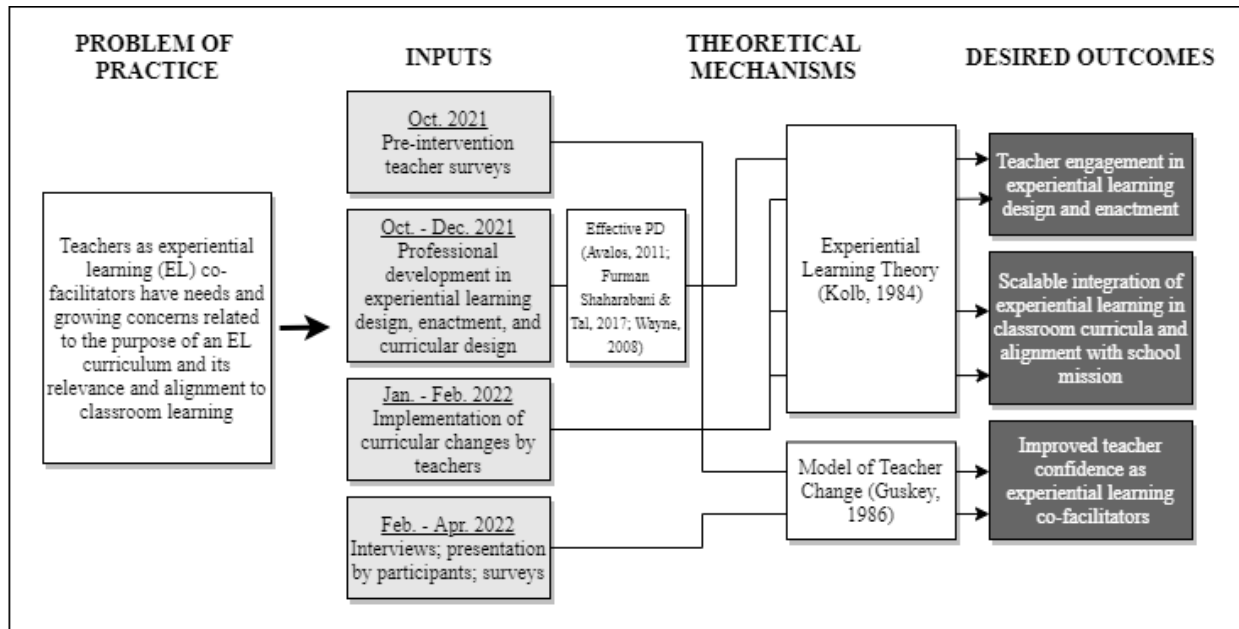 PROBLEM OF
PRACTICE
INPUTS
THEORETICAL
MECHANISMS
DESIRED OUTCOMES
Teachers as experiential
learning (EL) co-
facilitators have needs and
growing concerns related
to the purpose of an EL
curriculum and its
relevance and alignment to
classroom learning
Oct. 2021
Pre-intervention
teacher surveys
Oct. - Dec. 2021
Professional
development in
experiential learning
design, enactment, and
curricular design
Jan. - Feb. 2022
Implementation of
curricular changes by
teachers
Feb. - Apr. 2022
Interviews; presentation
by participants; surveys
Effective PD
(Avalos, 2011;
Furman
Shaharabani &
Tal, 2017; Wayne,
2008)
Experiential
Learning Theory
(Kolb, 1984)
Model of Teacher
Change (Guskey,
1986)
Teacher engagement in
experiential learning
design and enactment
Scalable integration of
experiential learning in
classroom curricula and
alignment with school
mission
Improved teacher
confidence as
experiential learning
co-facilitators